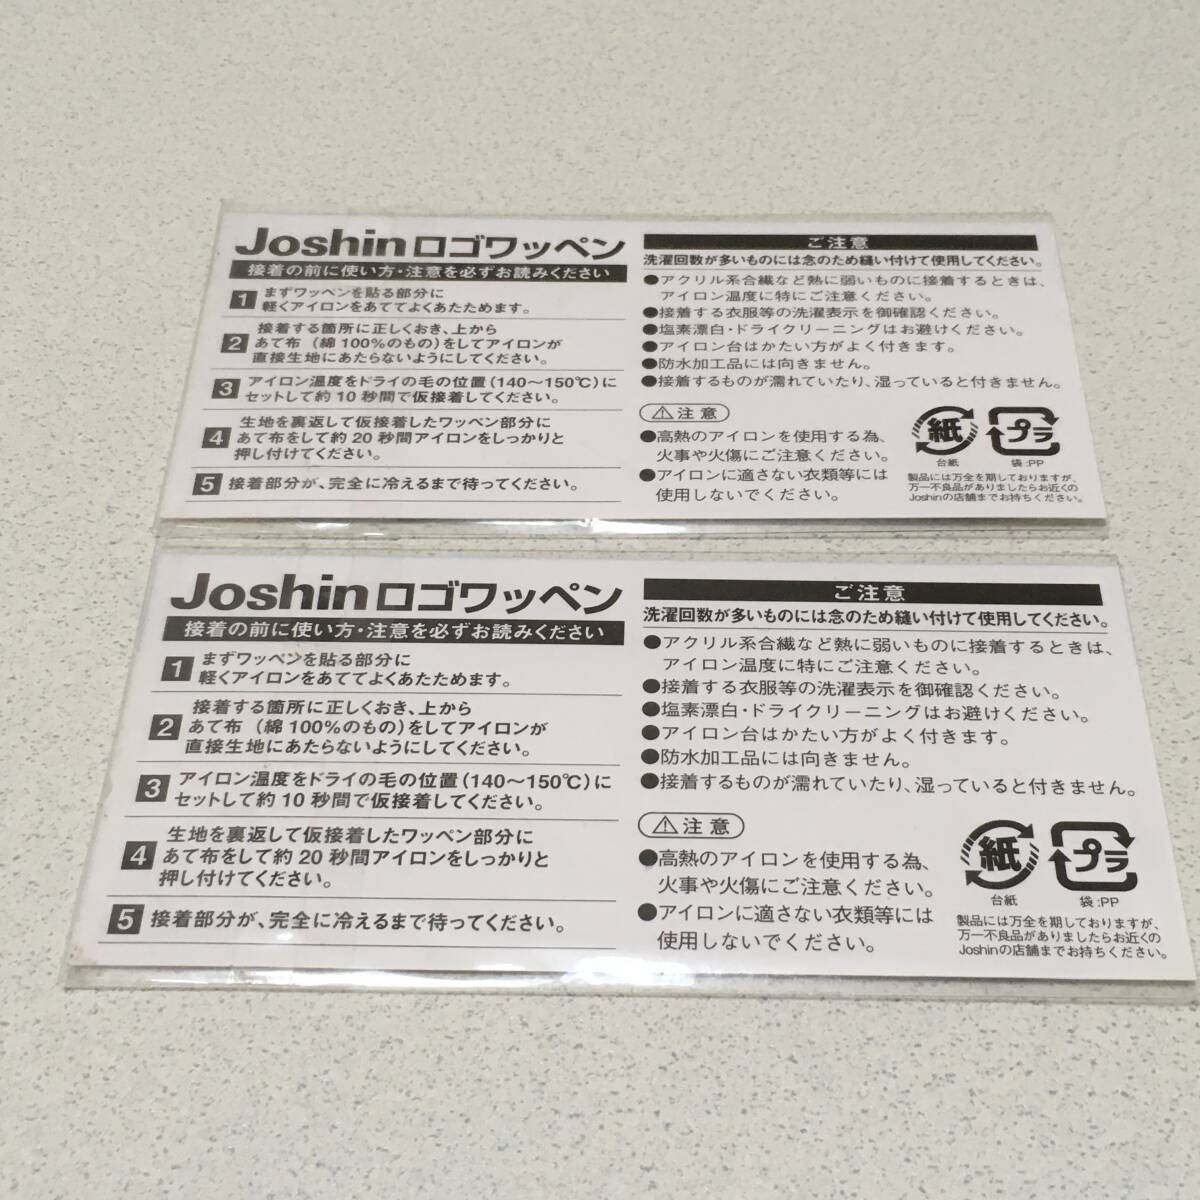 Joshinロゴワッペン
接着の前に使い方・注意を必ずお読みください
1 まずワッペンを貼る部分に
軽くアイロンをあててよくあたためます。
2 接着する箇所に正しくおき、上から
あて布（綿100%のもの）をしてアイロンが
直接生地にあたらないようにしてください。
3 アイロン温度をドライの毛の位置（140〜150℃）に
セットして約10秒間で仮接着してください。
4 生地を裏返して仮接着したワッペン部分に
あて布をして約20秒間アイロンをしっかりと
押し付けてください。
5 接着部分が、完全に冷えるまで待ってください。
ご注意
洗濯回数が多いものには念のため縫い付けて使用してください。
●アクリル系合繊など熱に弱いものに接着するときは、
アイロン温度に特にご注意ください。
●接着する衣服等の洗濯表示を御確認ください。
●塩素漂白・ドライクリーニングはお避けください。
●アイロン台はかたい方がよく付きます。
●防水加工品には向きません。
●接着するものが濡れていたり、湿っていると付きません。
⚠注意
●高熱のアイロンを使用する為、
火事や火傷にご注意ください。
●アイロンに適さない衣類等には
使用しないでください。
紙
台紙
プラ
袋:PP
製品には万全を期しておりますが、
万一不良品がありましたらお近くの
Joshinの店舗までお持ちください。
Joshinロゴワッペン
接着の前に使い方・注意を必ずお読みください
1 まずワッペンを貼る部分に
軽くアイロンをあててよくあたためます。
2 接着する箇所に正しくおき、上から
あて布（綿100%のもの）をしてアイロンが
直接生地にあたらないようにしてください。
3 アイロン温度をドライの毛の位置（140〜150℃）に
セットして約10秒間で仮接着してください。
4 生地を裏返して仮接着したワッペン部分に
あて布をして約20秒間アイロンをしっかりと
押し付けてください。
5 接着部分が、完全に冷えるまで待ってください。
ご注意
洗濯回数が多いものには念のため縫い付けて使用してください。
●アクリル系合繊など熱に弱いものに接着するときは、
アイロン温度に特にご注意ください。
●接着する衣服等の洗濯表示を御確認ください。
●塩素漂白・ドライクリーニングはお避けください。
●アイロン台はかたい方がよく付きます。
●防水加工品には向きません。
●接着するものが濡れていたり、湿っていると付きません。
⚠注意
●高熱のアイロンを使用する為、
火事や火傷にご注意ください。
●アイロンに適さない衣類等には
使用しないでください。
紙
台紙
プラ
袋:PP
製品には万全を期しておりますが、
万一不良品がありましたらお近くの
Joshinの店舗までお持ちください。